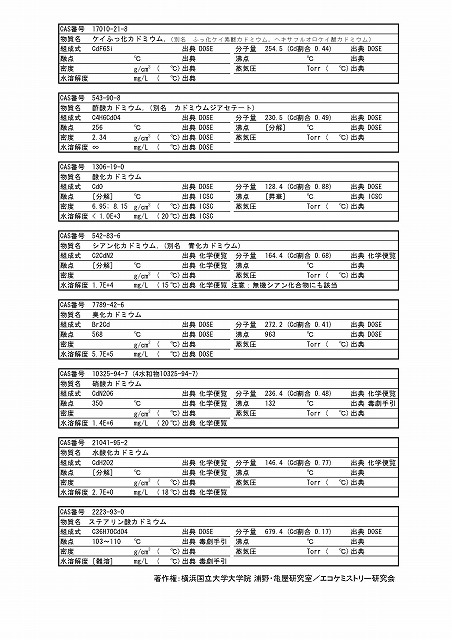 CAS番号 17010-21-8
物質名 ケイふっ化カドミウム, (別名 ふっ化ケイ素酸カドミウム, ヘキサフルオロケイ酸カドミウム)
組成式 CdF6Si 出典 DOSE 分子量 254.5 (Cd割合 0.44) 出典 DOSE
融点 ℃ 出典 沸点 ℃ 出典
密度 g/cm³ ( ℃) 出典 蒸気圧 Torr ( ℃) 出典
水溶解度 mg/L ( ℃) 出典
CAS番号 543-90-8
物質名 酢酸カドミウム, (別名 カドミウムジアセテート)
組成式 C4H6CdO4 出典 DOSE 分子量 230.5 (Cd割合 0.49) 出典 DOSE
融点 256 ℃ 出典 DOSE 沸点 [分解] ℃ 出典 DOSE
密度 2.34 g/cm³ ( ℃) 出典 DOSE 蒸気圧 Torr ( ℃) 出典
水溶解度 ∞ mg/L ( ℃) 出典 DOSE
CAS番号 1306-19-0
物質名 酸化カドミウム
組成式 CdO 出典 DOSE 分子量 128.4 (Cd割合 0.88) 出典 DOSE
融点 [分解] ℃ 出典 ICSC 沸点 [昇華] ℃ 出典 ICSC
密度 6.95; 8.15 g/cm³ ( ℃) 出典 ICSC 蒸気圧 Torr ( ℃) 出典
水溶解度 < 1.0E+3 mg/L (20℃) 出典 ICSC
CAS番号 542-83-6
物質名 シアン化カドミウム, (別名 青化カドミウム)
組成式 C2CdN2 出典 化学便覧 分子量 164.4 (Cd割合 0.68) 出典 化学便覧
融点 [分解] ℃ 出典 化学便覧 沸点 ℃ 出典
密度 g/cm³ ( ℃) 出典 蒸気圧 Torr ( ℃) 出典
水溶解度 1.7E+4 mg/L (15℃) 出典 化学便覧 注意:無機シアン化合物にも該当
CAS番号 7789-42-6
物質名 臭化カドミウム
組成式 Br2Cd 出典 DOSE 分子量 272.2 (Cd割合 0.41) 出典 DOSE
融点 568 ℃ 出典 DOSE 沸点 963 ℃ 出典 DOSE
密度 g/cm³ ( ℃) 出典 蒸気圧 Torr ( ℃) 出典
水溶解度 5.7E+5 mg/L ( ℃) 出典 DOSE
CAS番号 10325-94-7 (4水和物10325-94-7)
物質名 硝酸カドミウム
組成式 CdN2O6 出典 化学便覧 分子量 236.4 (Cd割合 0.48) 出典 化学便覧
融点 350 ℃ 出典 化学便覧 沸点 132 ℃ 出典 毒劇手引
密度 g/cm³ ( ℃) 出典 蒸気圧 Torr ( ℃) 出典
水溶解度 1.4E+6 mg/L (20℃) 出典 化学便覧
CAS番号 21041-95-2
物質名 水酸化カドミウム
組成式 CdH2O2 出典 化学便覧 分子量 146.4 (Cd割合 0.77) 出典 化学便覧
融点 [分解] ℃ 出典 化学便覧 沸点 ℃ 出典
密度 g/cm³ ( ℃) 出典 蒸気圧 Torr ( ℃) 出典
水溶解度 2.7E+0 mg/L (18℃) 出典 化学便覧
CAS番号 2223-93-0
物質名 ステアリン酸カドミウム
組成式 C36H70CdO4 出典 DOSE 分子量 679.4 (Cd割合 0.17) 出典 DOSE
融点 103～110 ℃ 出典 毒劇手引 沸点 ℃ 出典
密度 g/cm³ ( ℃) 出典 蒸気圧 Torr ( ℃) 出典
水溶解度 [難溶] mg/L ( ℃) 出典 毒劇手引
著作権:横浜国立大学大学院 浦野・亀屋研究室／エコケミストリー研究会